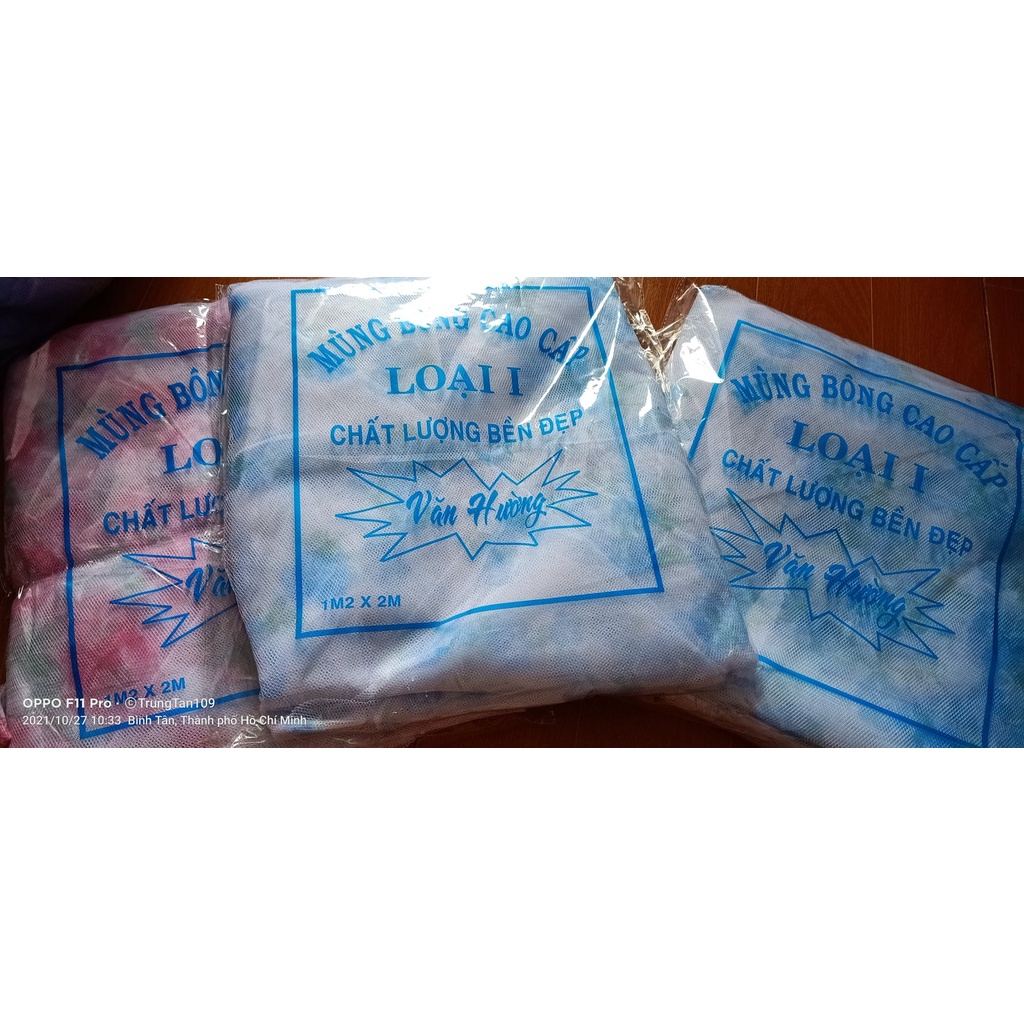 MÙNG BÔN
LO
CHẤT LƯỢ
Vă
1M2 X 2M
MÙNG BÔNG CAO CẤP
LOẠI I
CHẤT LƯỢNG BỀN ĐẸP
Văn Hường
1M2 X 2M
MÙNG BÔNG CAO CẤP
LOẠI I
CHẤT LƯỢNG BỀN ĐẸP
Văn Hường
OPPO F11 Pro · ©TrungTan109
2021/10/27 10:33 Bình Tân, Thành phố Hồ Chí Minh